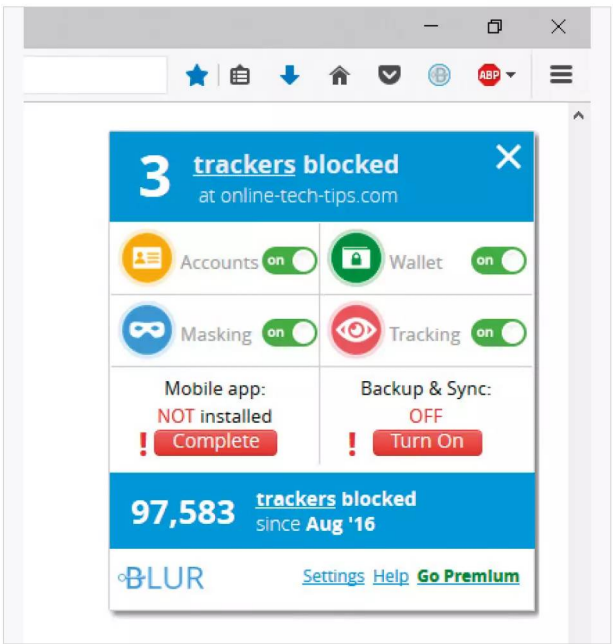 ABP
3 trackers blocked
at online-tech-tips.com
Accounts on Wallet on
Masking on Tracking on
Mobile app: Backup & Sync:
NOT installed OFF
! Complete ! Turn On
97,583 trackers blocked
since Aug '16
BLUR Settings Help Go Premium